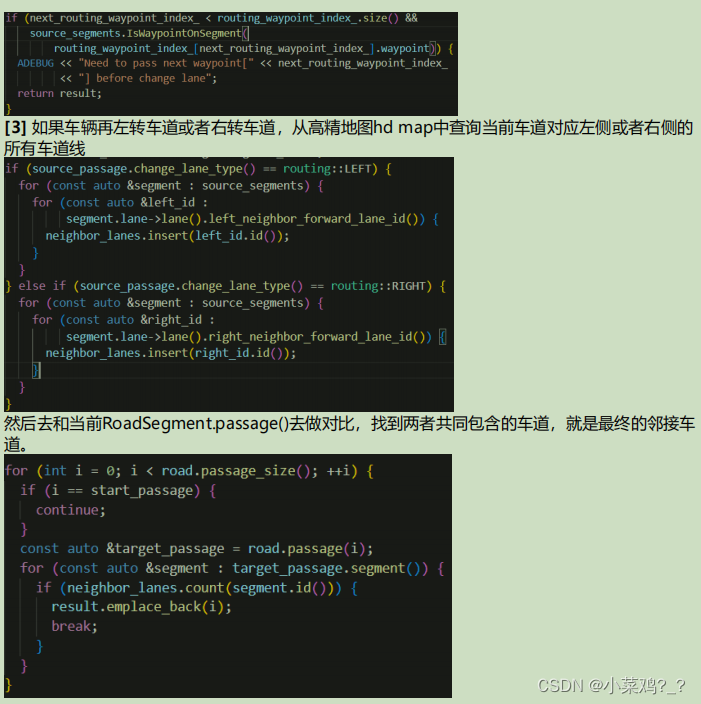 if (next_routing_waypoint_index_ < routing_waypoint_index_.size() &&
source_segments.IsWaypointOnSegment(
routing_waypoint_index_[next_routing_waypoint_index_].waypoint)) {
ADEBUG << "Need to pass next waypoint[" << next_routing_waypoint_index_
<< "] before change lane";
return result;
}
[3] 如果车辆再左转车道或者右转车道，从高精地图hd map中查询当前车道对应左侧或者右侧的
所有车道线
if (source_passage.change_lane_type() == routing::LEFT) {
for (const auto &segment : source_segments) {
for (const auto &left_id :
segment.lane->lane().left_neighbor_forward_lane_id()) {
neighbor_lanes.insert(left_id.id());
}
}
} else if (source_passage.change_lane_type() == routing::RIGHT) {
for (const auto &segment : source_segments) {
for (const auto &right_id :
segment.lane->lane().right_neighbor_forward_lane_id()) {
neighbor_lanes.insert(right_id.id());
}
}
}
然后去和当前RoadSegment.passage()去做对比，找到两者共同包含的车道，就是最终的邻接车
道。
for (int i = 0; i < road.passage_size(); ++i) {
if (i == start_passage) {
continue;
}
const auto &target_passage = road.passage(i);
for (const auto &segment : target_passage.segment()) {
if (neighbor_lanes.count(segment.id())) {
result.emplace_back(i);
break;
}
}
}
CSDN @小菜鸡?_?